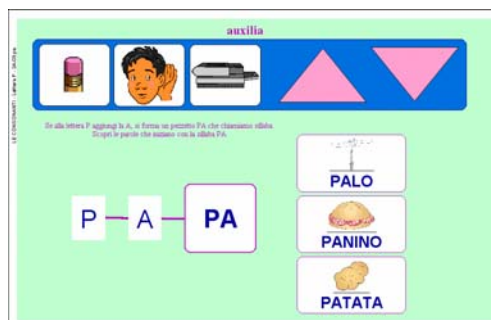 auxilia
Se alla lettera P aggiungi la A, si forma un pezzetto PA che chiamiamo sillaba
Scopri le parole che iniziano con la sillaba PA
P A PA
PALO
PANINO
PATATA